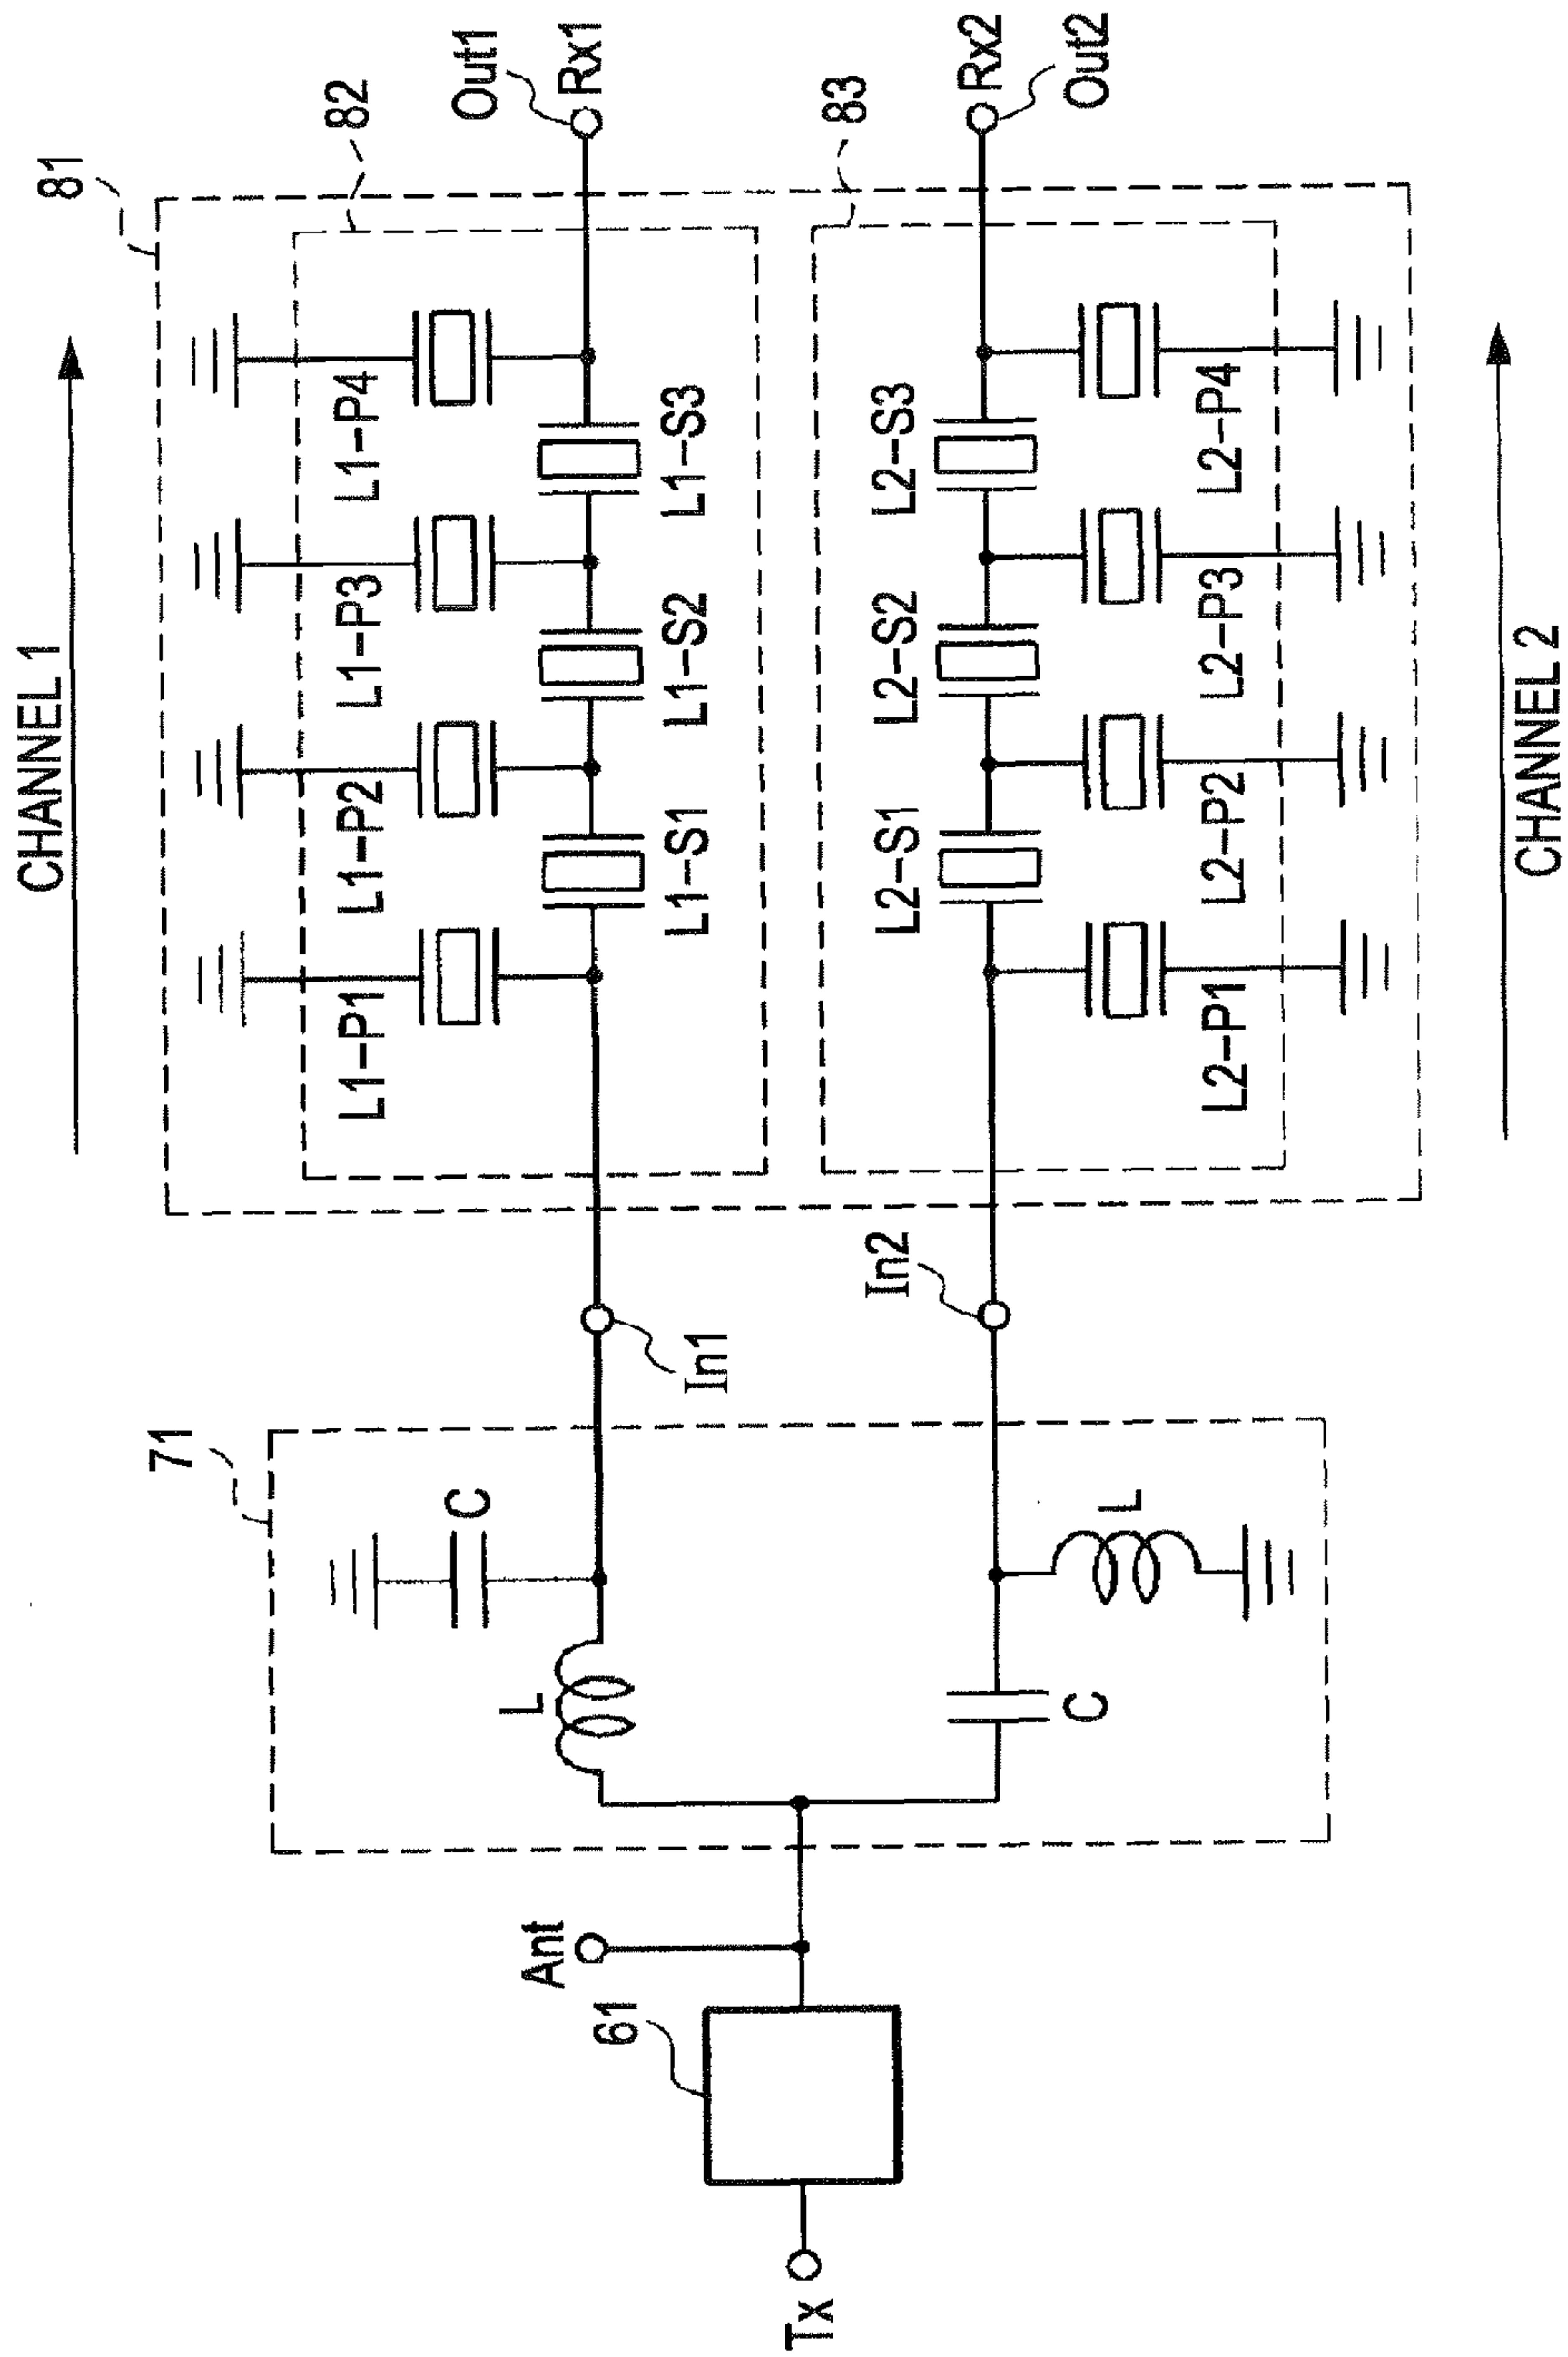 CHANNEL 1
81
82
Out1
Rx1
L1-P1
L1-P2
L1-P3
L1-P4
L1-S1
L1-S2
L1-S3
71
C
L
In1
Ant
61
Tx
In2
C
L
83
L2-S1
L2-S2
L2-S3
L2-P1
L2-P2
L2-P3
L2-P4
Rx2
Out2
CHANNEL 2